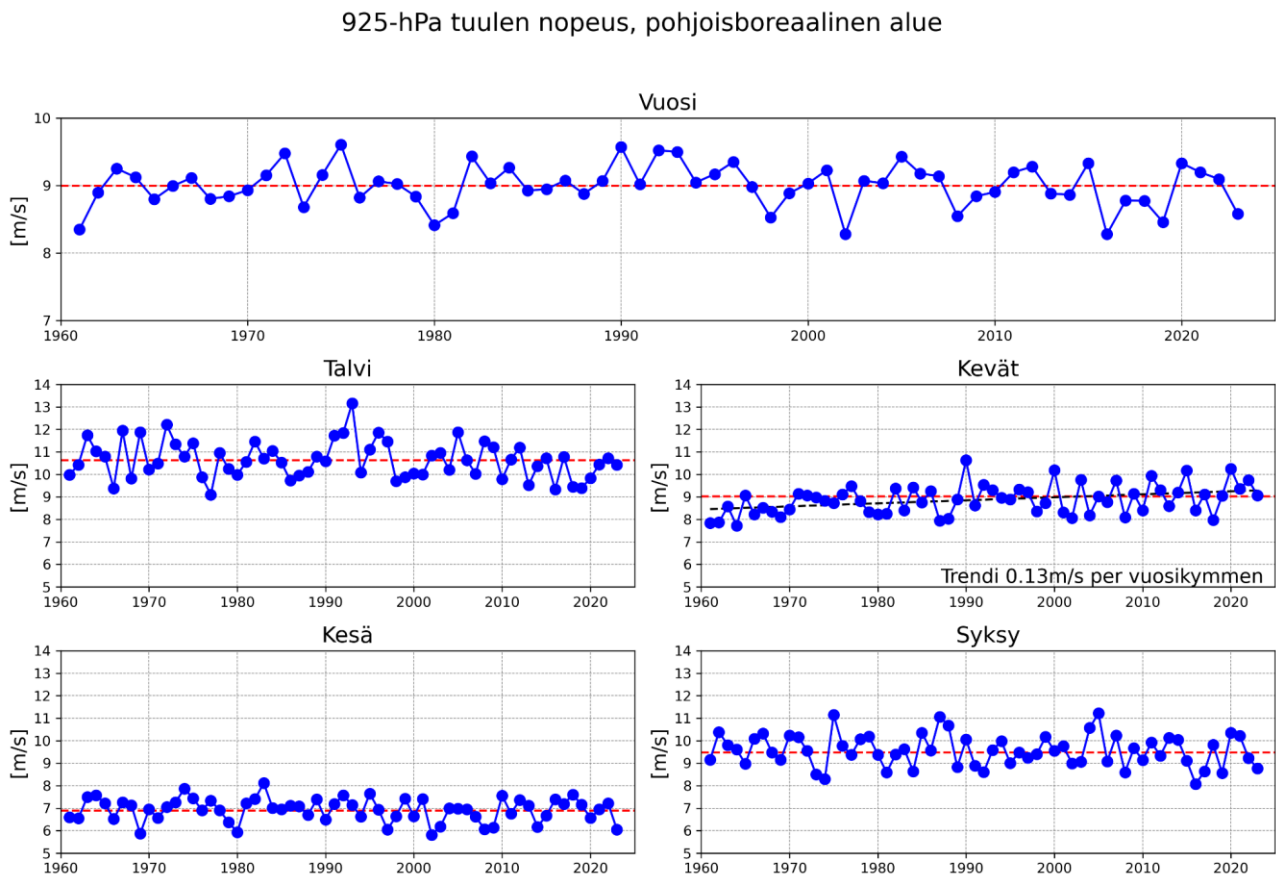 925-hPa tuulen nopeus, pohjoisboreaalinen alue
Vuosi
[m/s]
10
9
8
7
1960 1970 1980 1990 2000 2010 2020
Talvi
[m/s]
14
13
12
11
10
9
8
7
6
5
1960 1970 1980 1990 2000 2010 2020
Kevät
[m/s]
14
13
12
11
10
9
8
7
6
5
Trendi 0.13m/s per vuosikymmen
1960 1970 1980 1990 2000 2010 2020
Kesä
[m/s]
14
13
12
11
10
9
8
7
6
5
1960 1970 1980 1990 2000 2010 2020
Syksy
[m/s]
14
13
12
11
10
9
8
7
6
5
1960 1970 1980 1990 2000 2010 2020